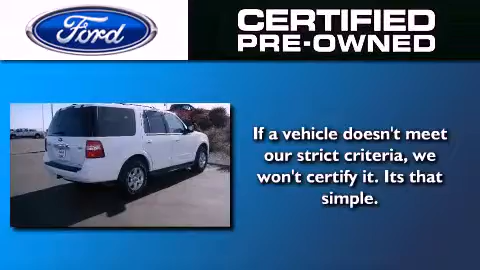 Ford
CERTIFIED
PRE-OWNED
If a vehicle doesn't meet
our strict criteria, we
won't certify it. Its that
simple.